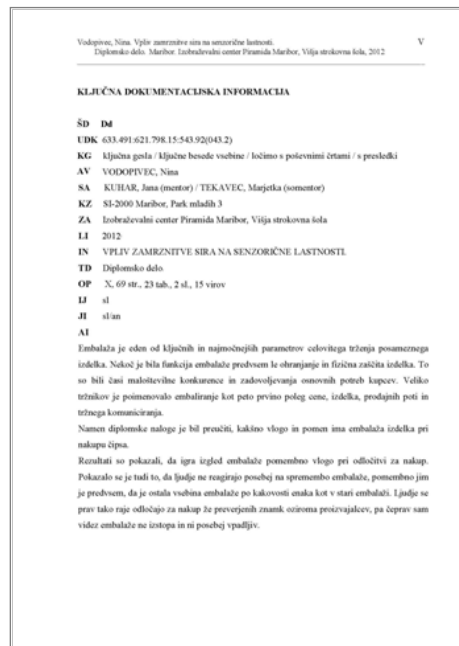 Vodopivec, Nina. Vpliv zamrznitve sira na senzorične lastnosti. V
Diplomsko delo. Maribor. Izobraževalni center Piramida Maribor, Višja strokovna šola, 2012
KLJUČNA DOKUMENTACIJSKA INFORMACIJA
ŠD Dd
UDK 633.491:621.798.15:543.92(043.2)
KG ključna gesla / ključne besede vsebine / ločimo s poševnimi črtami / s presledki
AV VODOPIVEC, Nina
SA KUHAR, Jana (mentor) / TEKAVEC, Marjetka (somentor)
KZ SI-2000 Maribor, Park mladih 3
ZA Izobraževalni center Piramida Maribor, Višja strokovna šola
LI 2012
IN VPLIV ZAMRZNITVE SIRA NA SENZORIČNE LASTNOSTI.
TD Diplomsko delo.
OP X, 69 str., 23 tab., 2 sl., 15 virov
IJ sl
JI sl/an
AI
Embalaža je eden od ključnih in najmočnejših parametrov celovitega trženja posameznega
izdelka. Nekoč je bila funkcija embalaže predvsem le ohranjanje in fizična zaščita izdelka. To
so bili časi maloštevilne konkurence in zadovoljevanja osnovnih potreb kupcev. Veliko
tržnikov je poimenovalo embaliranje kot peto prvino poleg cene, izdelka, prodajnih poti in
tržnega komuniciranja.
Namen diplomske naloge je bil preučiti, kakšno vlogo in pomen ima embalaža izdelka pri
nakupu čipsa.
Rezultati so pokazali, da igra izgled embalaže pomembno vlogo pri odločitvi za nakup.
Pokazalo se je tudi to, da ljudje ne reagirajo posebej na spremembo embalaže, pomembno jim
je predvsem, da je ostala vsebina embalaže po kakovosti enaka kot v stari embalaži. Ljudje se
prav tako raje odločajo za nakup že preverjenih znamk oziroma proizvajalcev, pa čeprav sam
videz embalaže ne izstopa in ni posebej vpadljiv.